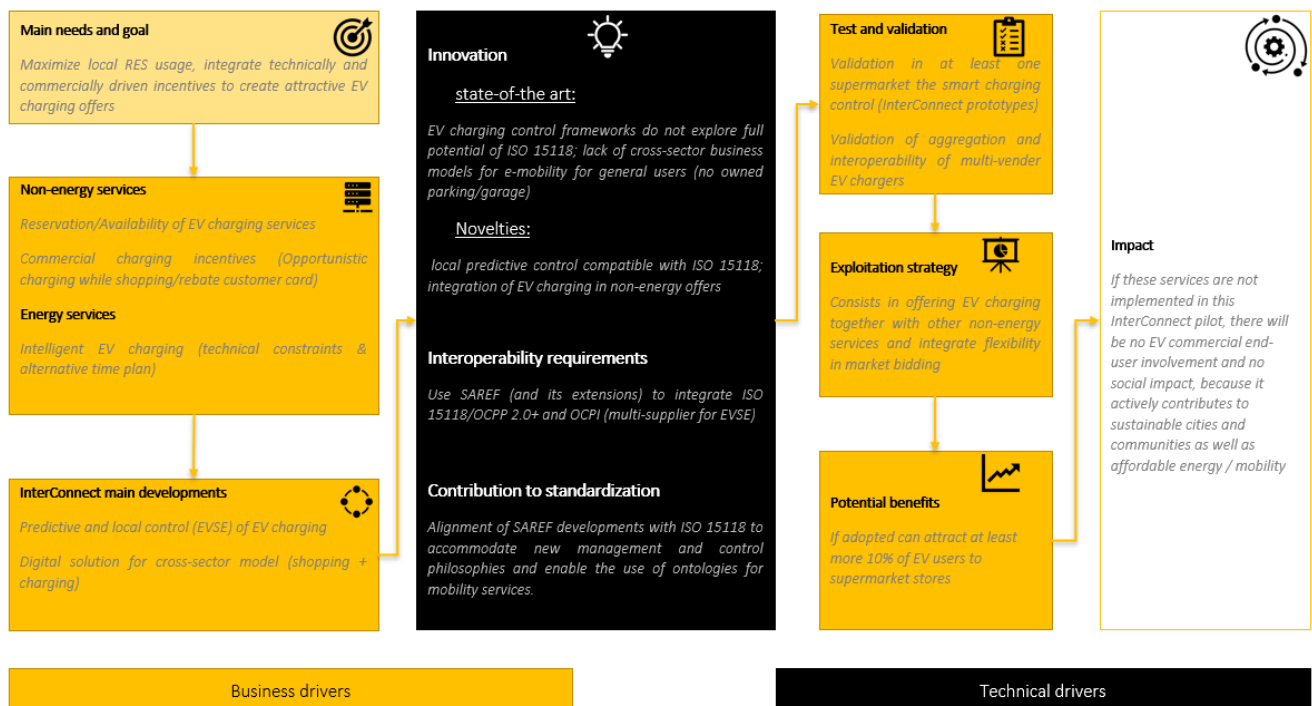 Main needs and goal
Maximize local RES usage, integrate technically and
commercially driven incentives to create attractive EV
charging offers
Non-energy services
Reservation/Availability of EV charging services
Commercial charging incentives (Opportunistic
charging while shopping/rebate customer card)
Energy services
Intelligent EV charging (technical constraints &
alternative time plan)
InterConnect main developments
Predictive and local control (EVSE) of EV charging
Digital solution for cross-sector model (shopping +
charging)
Innovation
state-of-the art:
EV charging control frameworks do not explore full
potential of ISO 15118; lack of cross-sector business
models for e-mobility for general users (no owned
parking/garage)
Novelties:
local predictive control compatible with ISO 15118;
integration of EV charging in non-energy offers
Interoperability requirements
Use SAREF (and its extensions) to integrate ISO
15118/OCPP 2.0+ and OCPI (multi-supplier for EVSE)
Contribution to standardization
Alignment of SAREF developments with ISO 15118 to
accommodate new management and control
philosophies and enable the use of ontologies for
mobility services.
Test and validation
Validation in at least one
supermarket the smart charging
control (InterConnect prototypes)
Validation of aggregation and
interoperability of multi-vender
EV chargers
Exploitation strategy
Consists in offering EV charging
together with other non-energy
services and integrate flexibility
in market bidding
Potential benefits
If adopted can attract at least
more 10% of EV users to
supermarket stores
Impact
If these services are not
implemented in this
InterConnect pilot, there will
be no EV commercial end-
user involvement and no
social impact, because it
actively contributes to
sustainable cities and
communities as well as
affordable energy / mobility
Business drivers
Technical drivers